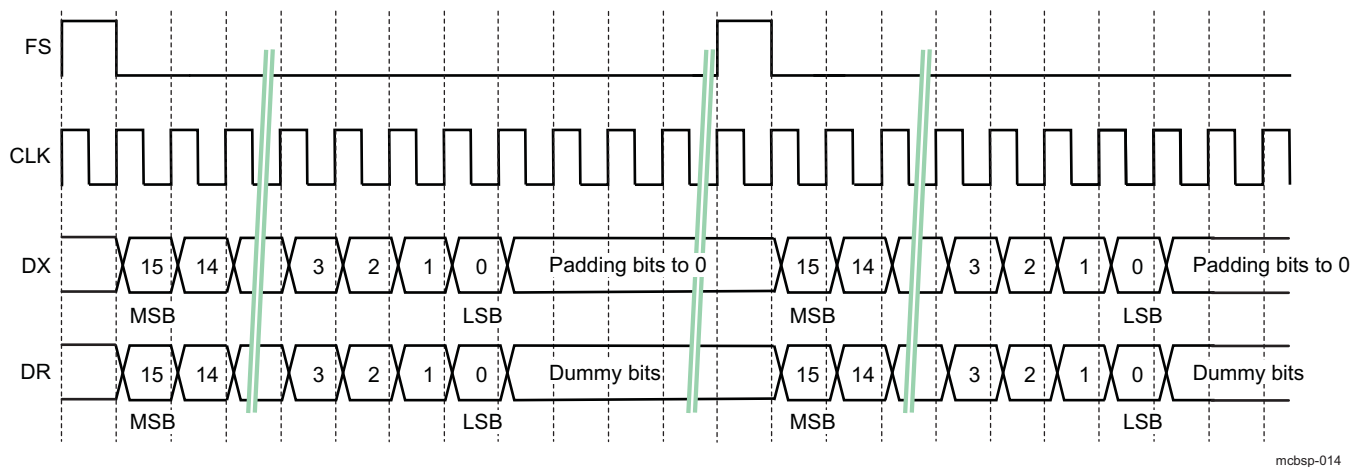 FS
CLK
DX 15 14 3 2 1 0 Padding bits to 0 15 14 3 2 1 0 Padding bits to 0
MSB LSB MSB LSB
DR 15 14 3 2 1 0 Dummy bits 15 14 3 2 1 0 Dummy bits
MSB LSB MSB LSB
mcbsp-014